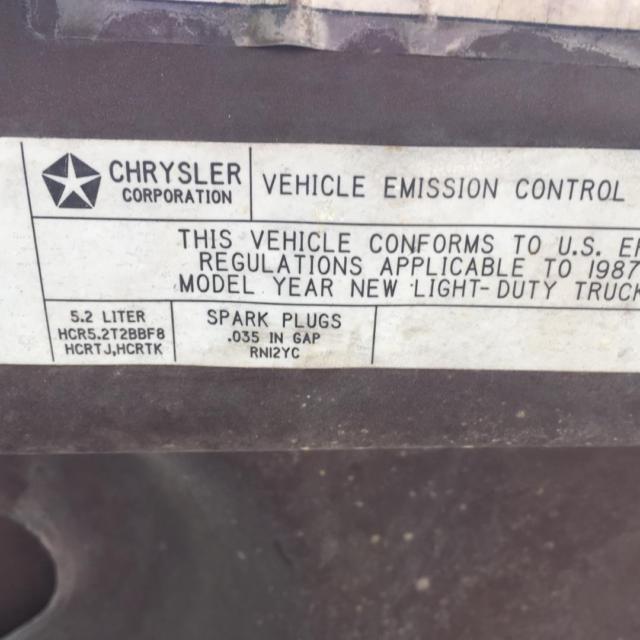 CHRYSLER
CORPORATION
VEHICLE EMISSION CONTROL
THIS VEHICLE CONFORMS TO U.S.
REGULATIONS APPLICABLE TO 1987
MODEL YEAR NEW LIGHT-DUTY
5.2 LITER
HCR5.2T2BBF8
HCRTJ,HCRTK
SPARK PLUGS
.035 IN GAP
RN12YC